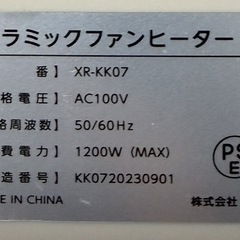 ラミックファンヒーター
番】 XR-KK07
格電圧】 AC100V
格周波数】 50/60Hz
費電力】 1200W (MAX)
造番号】 KK0720230901
E IN CHINA
株式会社
PS
E